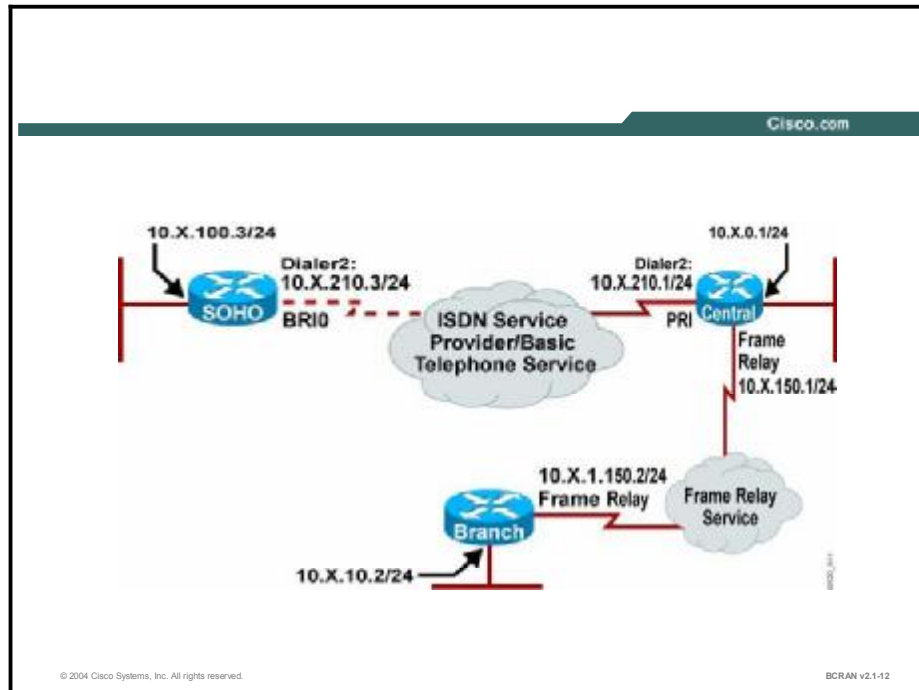 Cisco.com
10.X.100.3/24
Dialer2:
10.X.210.3/24
SOHO
BRI0
ISDN Service
Provider/Basic
Telephone Service
10.X.0.1/24
Dialer2:
10.X.210.1/24
PRI
Central
Frame
Relay
10.X.150.1/24
10.X.1.150.2/24
Frame Relay
Branch
Frame Relay
Service
10.X.10.2/24
© 2004 Cisco Systems, Inc. All rights reserved.
BCRAN v2.1-12